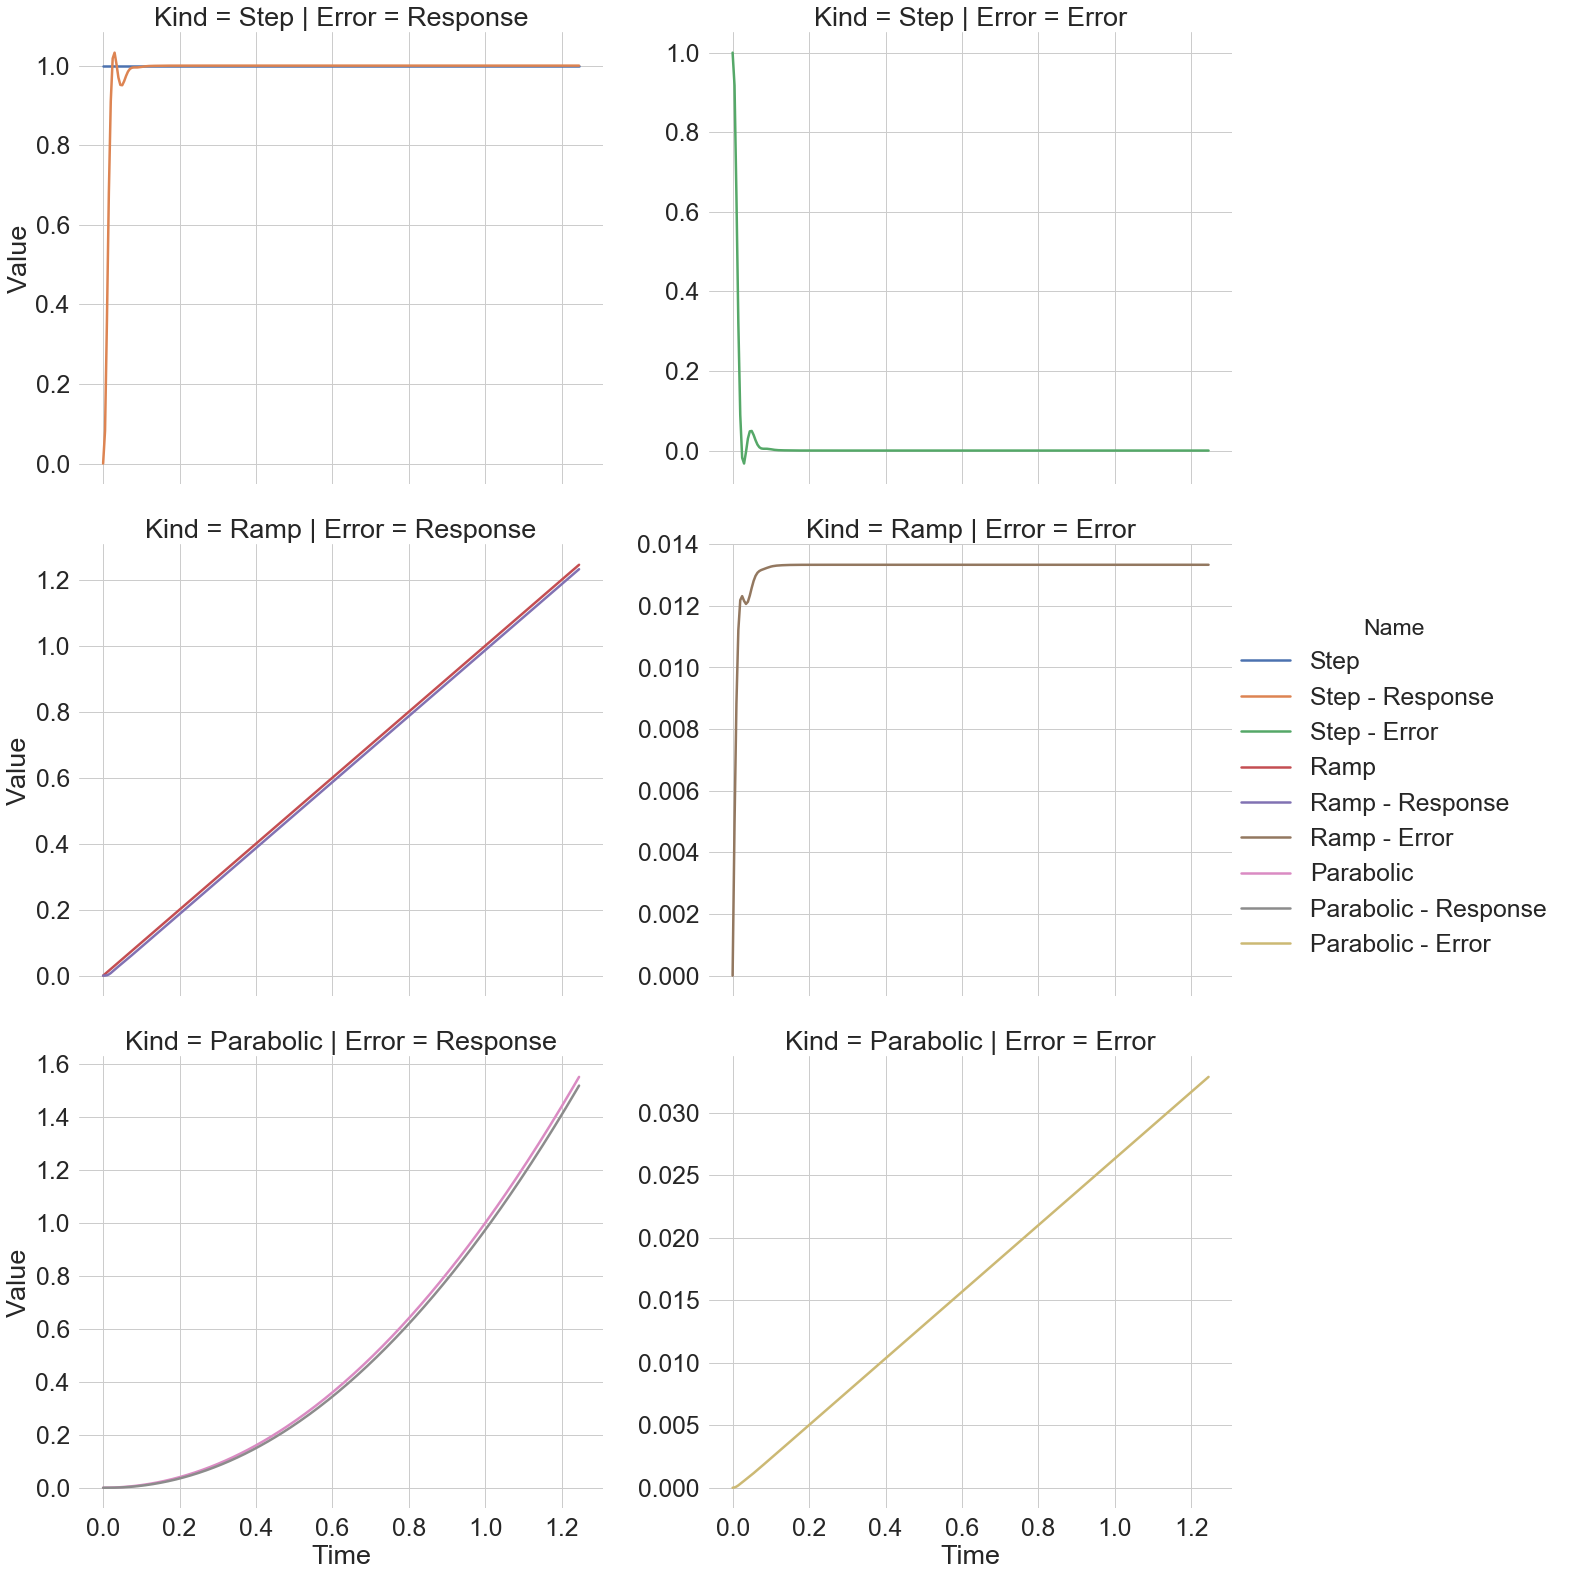 Kind = Step | Error = Response
Kind = Step | Error = Error
1.0
0.8
0.6
0.4
0.2
0.0
Value
1.0
0.8
0.6
0.4
0.2
0.0
Kind = Ramp | Error = Response
Kind = Ramp | Error = Error
1.2
1.0
0.8
0.6
0.4
0.2
0.0
Value
0.014
0.012
0.010
0.008
0.006
0.004
0.002
0.000
Name
Step
Step - Response
Step - Error
Ramp
Ramp - Response
Ramp - Error
Parabolic
Parabolic - Response
Parabolic - Error
Kind = Parabolic | Error = Response
Kind = Parabolic | Error = Error
1.6
1.4
1.2
1.0
0.8
0.6
0.4
0.2
0.0
Value
0.030
0.025
0.020
0.015
0.010
0.005
0.000
0.0 0.2 0.4 0.6 0.8 1.0 1.2
Time
0.0 0.2 0.4 0.6 0.8 1.0 1.2
Time